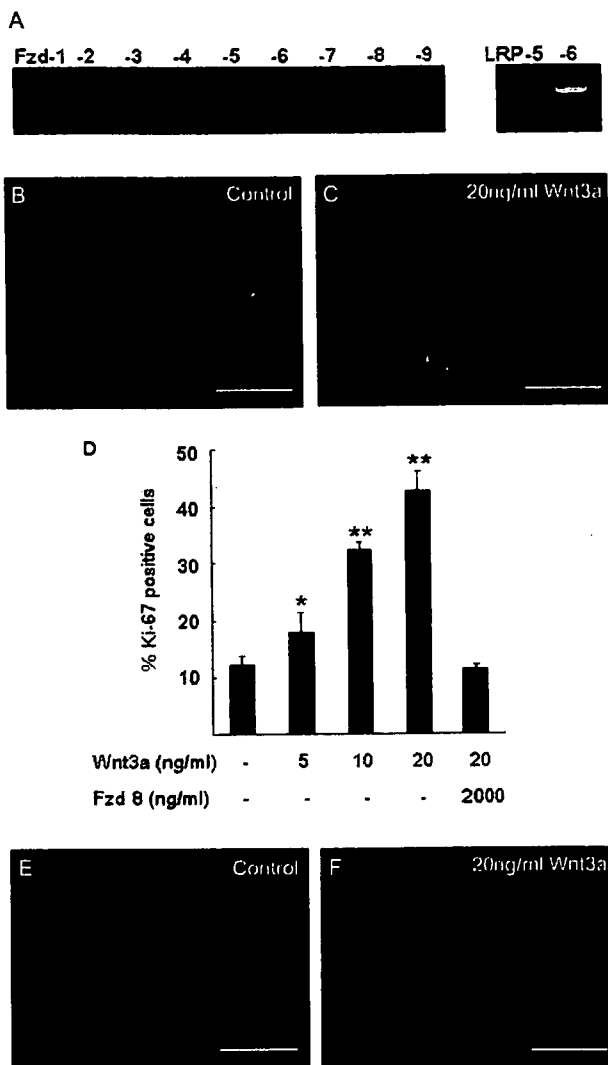 A
Fzd-1 -2 -3 -4 -5 -6 -7 -8 -9 LRP-5 -6
B Control
C 20ng/ml Wnt3a
D
50
40
30
20
10
% Ki-67 positive cells
* ** **
Wnt3a (ng/ml) - 5 10 20 20
Fzd 8 (ng/ml) - - - - 2000
E Control
F 20ng/ml Wnt3a